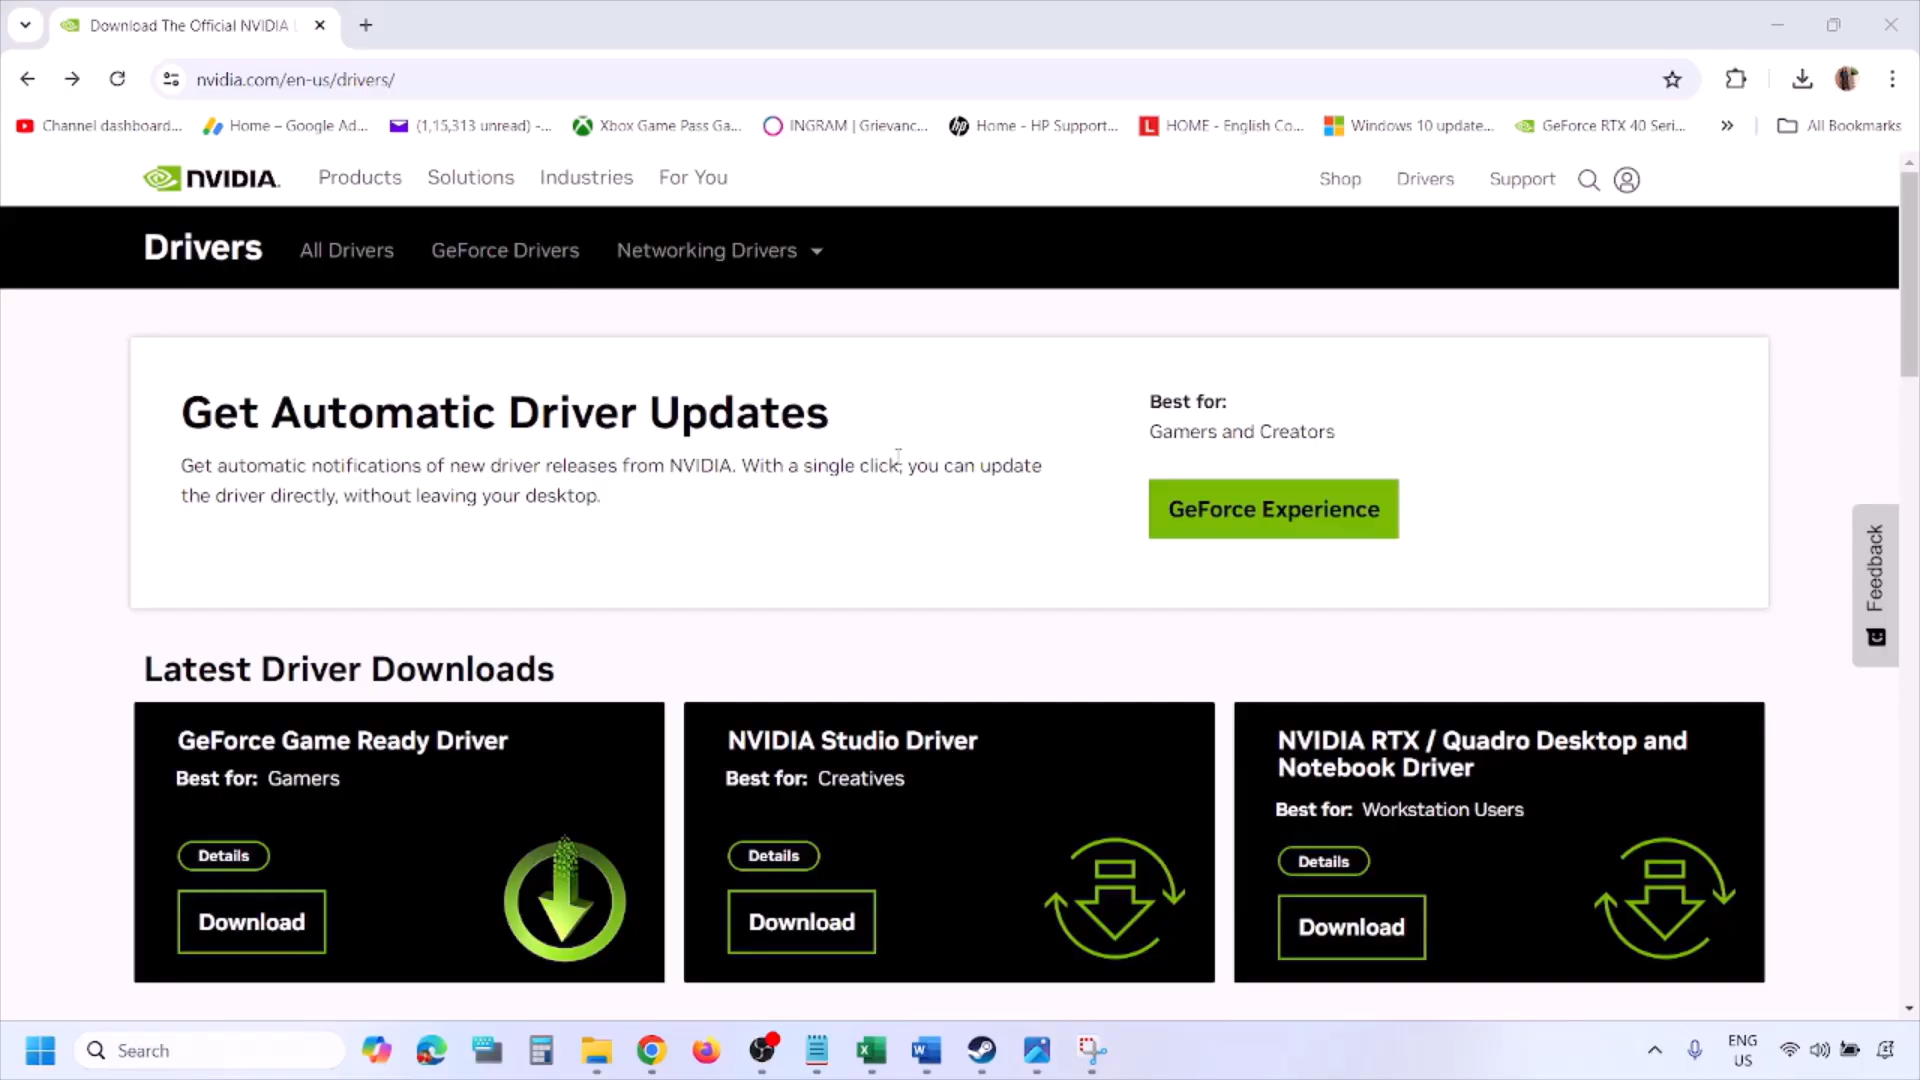 Download The Official NVIDIA
nvidia.com/en-us/drivers/
Channel dashboard...
Home – Google Ad...
(1,15,313 unread) -...
Xbox Game Pass Ga...
INGRAM | Grievanc...
Home - HP Support...
HOME - English Co...
Windows 10 update...
GeForce RTX 40 Seri...
All Bookmarks
NVIDIA.
Products
Solutions
Industries
For You
Shop
Drivers
Support
Drivers
All Drivers
GeForce Drivers
Networking Drivers
Get Automatic Driver Updates
Get automatic notifications of new driver releases from NVIDIA. With a single click, you can update
the driver directly, without leaving your desktop.
Best for:
Gamers and Creators
GeForce Experience
Feedback
Latest Driver Downloads
GeForce Game Ready Driver
Best for: Gamers
Details
Download
NVIDIA Studio Driver
Best for: Creatives
Details
Download
NVIDIA RTX / Quadro Desktop and
Notebook Driver
Best for: Workstation Users
Details
Download
Search
ENG
US